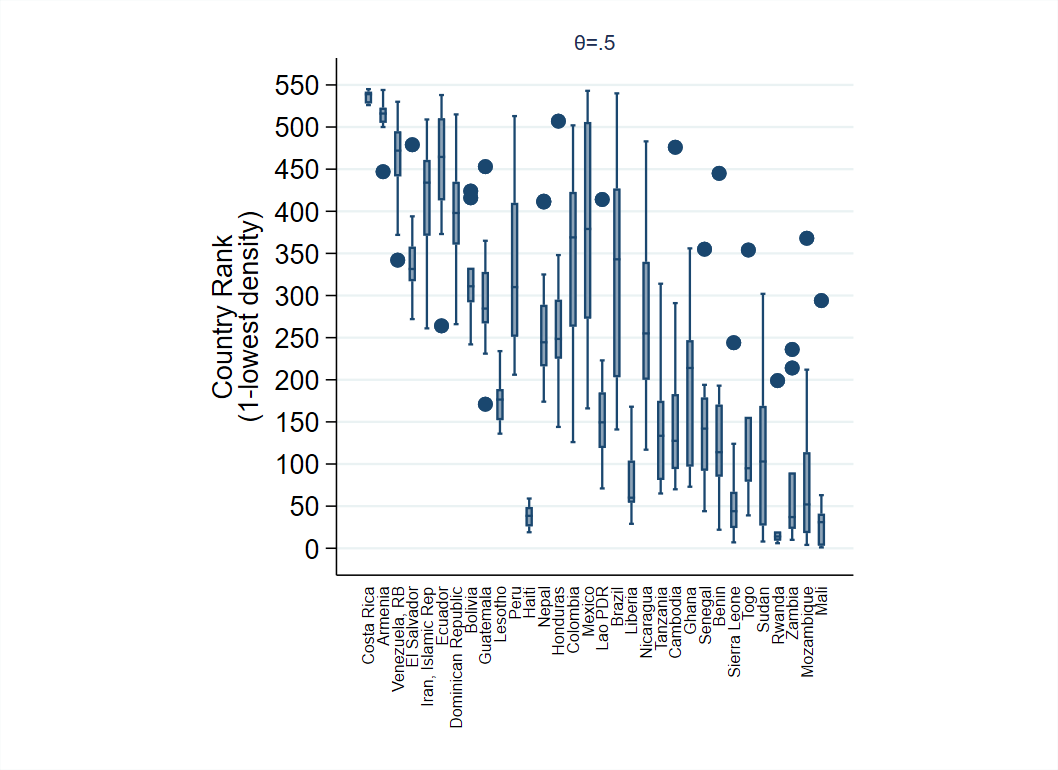 θ=.5
Country Rank
(1-lowest density)
550
500
450
400
350
300
250
200
150
100
50
0
Costa Rica
Armenia
Venezuela, RB
El Salvador
Iran, Islamic Rep
Ecuador
Dominican Republic
Bolivia
Guatemala
Lesotho
Peru
Haiti
Nepal
Honduras
Colombia
Mexico
Lao PDR
Brazil
Liberia
Nicaragua
Tanzania
Cambodia
Ghana
Senegal
Benin
Sierra Leone
Togo
Sudan
Rwanda
Zambia
Mozambique
Mali